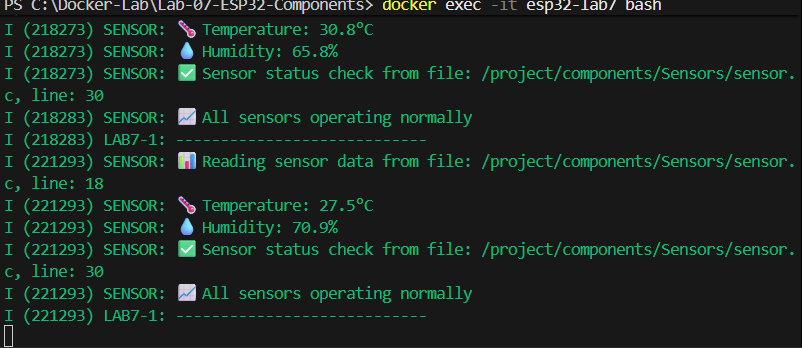 PS C:\Docker-Lab\Lab-07-ESP32-Components> docker exec -it esp32-lab7 bash
I (218273) SENSOR: 🌡️ Temperature: 30.8°C
I (218273) SENSOR: 💧 Humidity: 65.8%
I (218273) SENSOR: ✅ Sensor status check from file: /project/components/Sensors/sensor.
c, line: 30
I (218283) SENSOR: 📈 All sensors operating normally
I (218283) LAB7-1: ----------------------------
I (221293) SENSOR: 📊 Reading sensor data from file: /project/components/Sensors/sensor.
c, line: 18
I (221293) SENSOR: 🌡️ Temperature: 27.5°C
I (221293) SENSOR: 💧 Humidity: 70.9%
I (221293) SENSOR: ✅ Sensor status check from file: /project/components/Sensors/sensor.
c, line: 30
I (221293) SENSOR: 📈 All sensors operating normally
I (221293) LAB7-1: ----------------------------